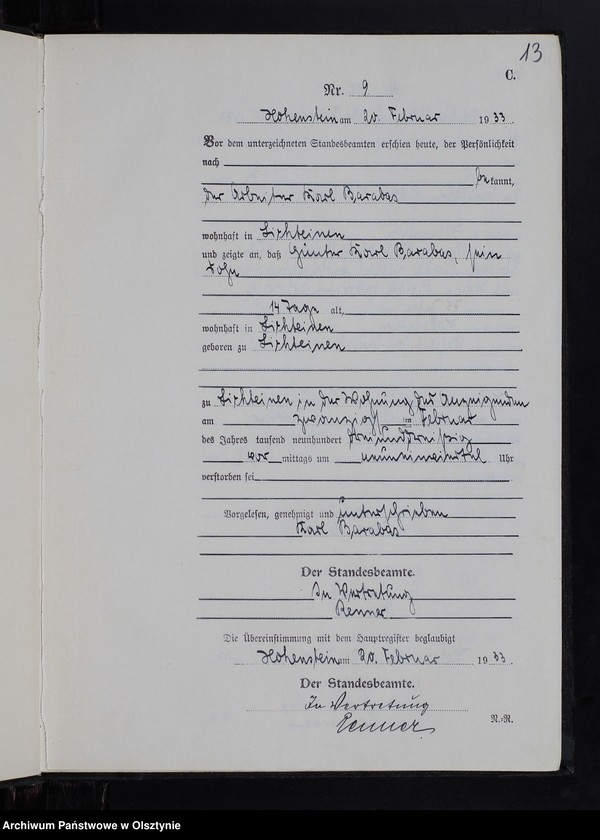 13
C.
Nr. 9
Hohenstein am 20. Februar 1933
Vor dem unterzeichneten Standesbeamten erschien heute, der Persönlichkeit
nach
be kannt,
der Arbeiter Karl Barabas
wohnhaft in Lichteinen
und zeigte an, daß Günter Karl Barabas, sein
Sohn
14 Tage alt,
wohnhaft in Lichteinen
geboren zu Lichteinen
zu Lichteinen in der Wohnung des Anzeigenden
am zwanzigsten Februar
des Jahres tausend neunhundert dreiunddreißig
vor mittags um neuneinviertel Uhr
verstorben sei
Vorgelesen, genehmigt und unterschrieben
Karl Barabas
Der Standesbeamte.
In Vertretung
Renner
Die Übereinstimmung mit dem Hauptregister beglaubigt
Hohenstein am 20. Februar 1933.
Der Standesbeamte.
In Vertretung
Renner
N.=R.
Archiwum Państwowe w Olsztynie